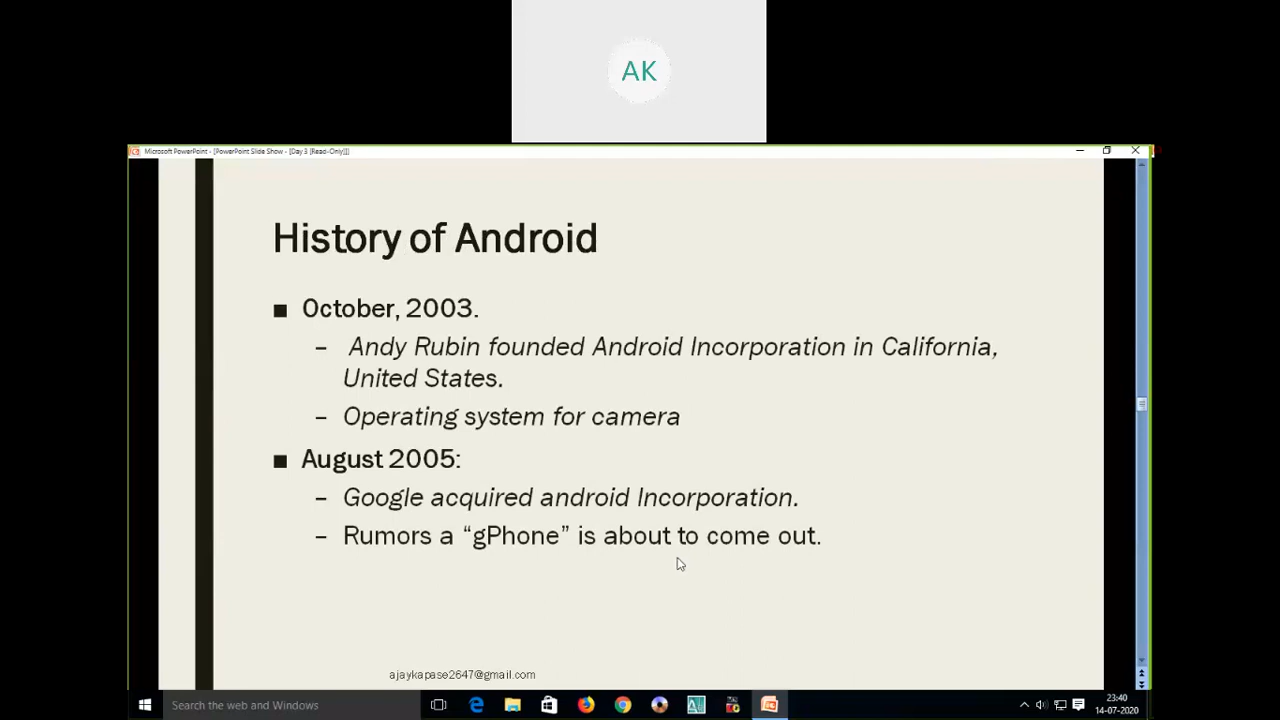 AK
Microsoft PowerPoint - [PowerPoint Slide Show - [Day 3 [Read-Only]]]
History of Android
■ October, 2003.
– Andy Rubin founded Android Incorporation in California,
United States.
– Operating system for camera
■ August 2005:
– Google acquired android Incorporation.
– Rumors a “gPhone” is about to come out.
ajaykapase2647@gmail.com
Search the web and Windows
23:40
14-07-2020